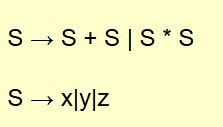 S → S + S | S * S
S → x|y|z